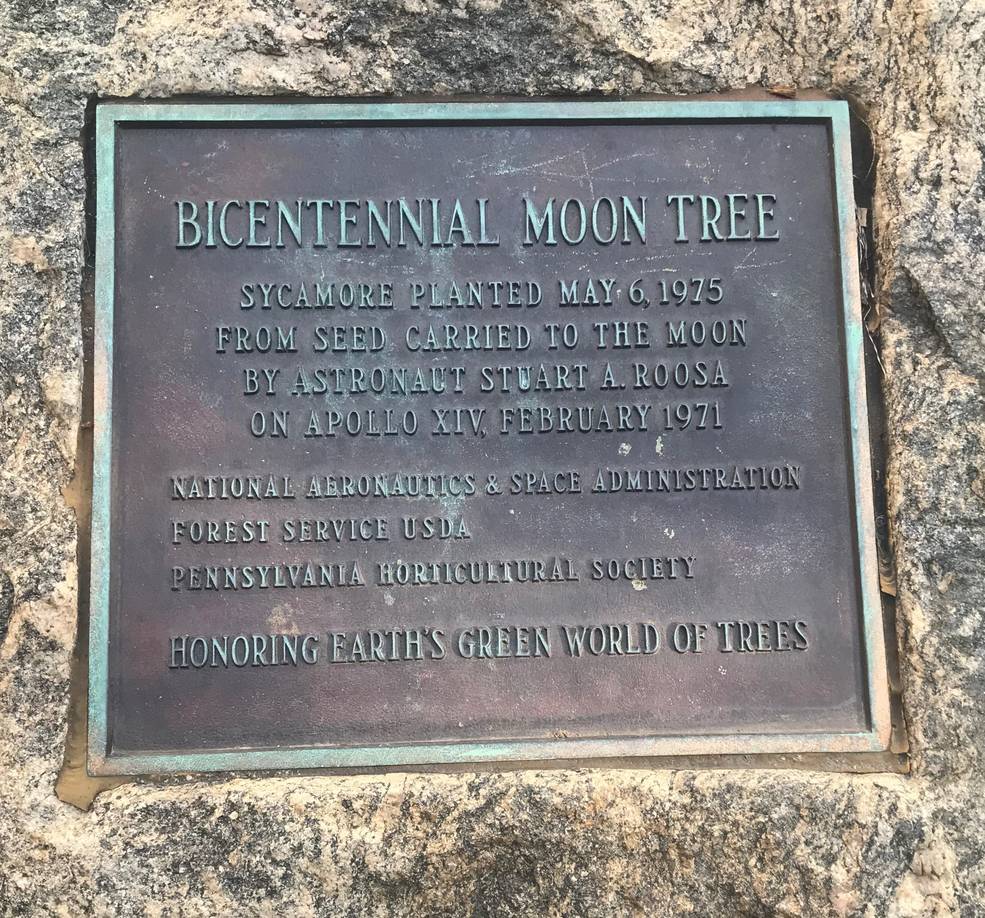 BICENTENNIAL MOON TREE
SYCAMORE PLANTED MAY 6, 1975
FROM SEED CARRIED TO THE MOON
BY ASTRONAUT STUART A. ROOSA
ON APOLLO XIV, FEBRUARY 1971
NATIONAL AERONAUTICS & SPACE ADMINISTRATION
FOREST SERVICE USDA
PENNSYLVANIA HORTICULTURAL SOCIETY
HONORING EARTH'S GREEN WORLD OF TREES